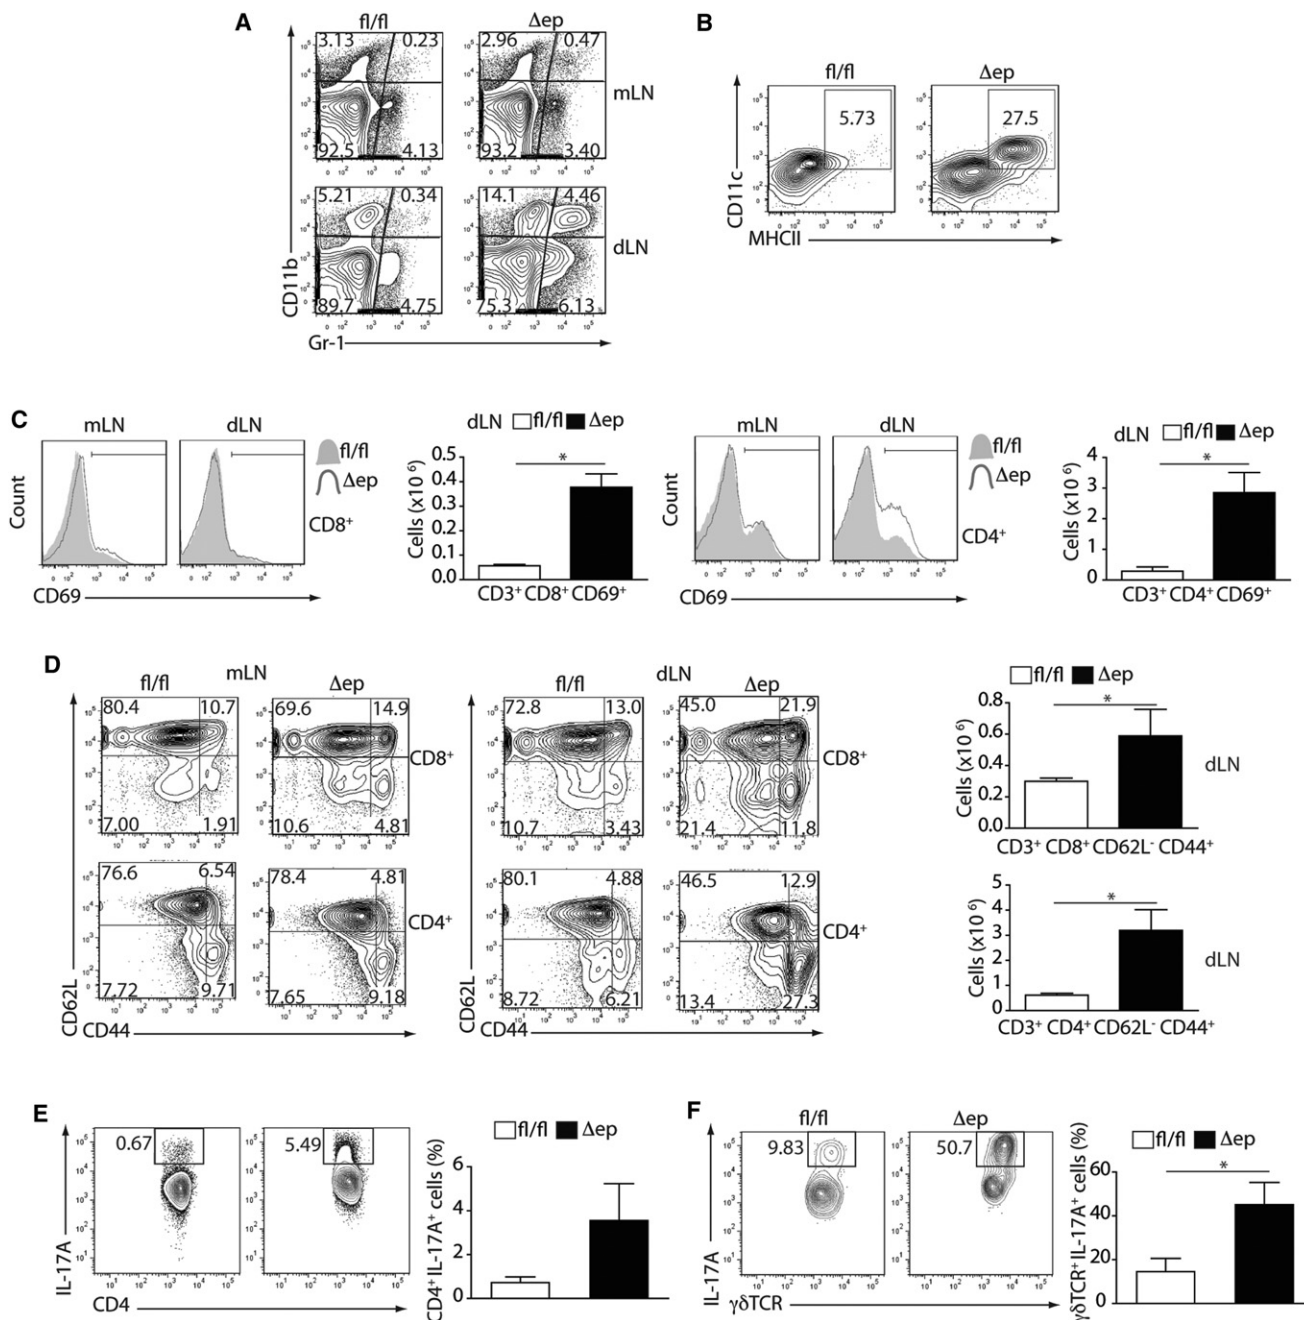 A
fl/fl
Δep
3.13
0.23
2.96
0.47
mLN
92.5
4.13
93.2
3.40
5.21
0.34
14.1
4.46
dLN
89.7
4.75
75.3
6.13
CD11b
Gr-1
B
fl/fl
Δep
5.73
27.5
CD11c
MHCII
C
mLN
dLN
fl/fl
Δep
CD8⁺
Count
CD69
dLN fl/fl Δep
Cells (x10 ⁶)
0.5
0.4
0.3
0.2
0.1
0.0
*
CD3⁺ CD8⁺ CD69⁺
mLN
dLN
fl/fl
Δep
CD4⁺
Count
CD69
dLN fl/fl Δep
Cells (x10 ⁶)
4
3
2
1
0
*
CD3⁺ CD4⁺ CD69⁺
D
mLN
fl/fl
Δep
80.4
10.7
69.6
14.9
CD8⁺
7.00
1.91
10.6
4.81
76.6
6.54
78.4
4.81
CD4⁺
7.72
9.71
7.65
9.18
CD62L
CD44
dLN
fl/fl
Δep
72.8
13.0
45.0
21.9
CD8⁺
10.7
3.43
21.4
11.8
80.1
4.88
46.5
12.9
CD4⁺
8.72
6.21
13.4
27.3
CD62L
CD44
fl/fl Δep
Cells (x10 ⁶)
0.8
0.6
0.4
0.2
0.0
*
dLN
CD3⁺ CD8⁺ CD62L⁻ CD44⁺
Cells (x10 ⁶)
5
4
3
2
1
0
*
dLN
CD3⁺ CD4⁺ CD62L⁻ CD44⁺
E
0.67
5.49
IL-17A
CD4
fl/fl Δep
CD4⁺ IL-17A⁺ cells (%)
6
4
2
0
F
fl/fl
Δep
9.83
50.7
IL-17A
γδTCR
fl/fl Δep
γδTCR⁺ IL-17A⁺ cells (%)
60
40
20
0
*